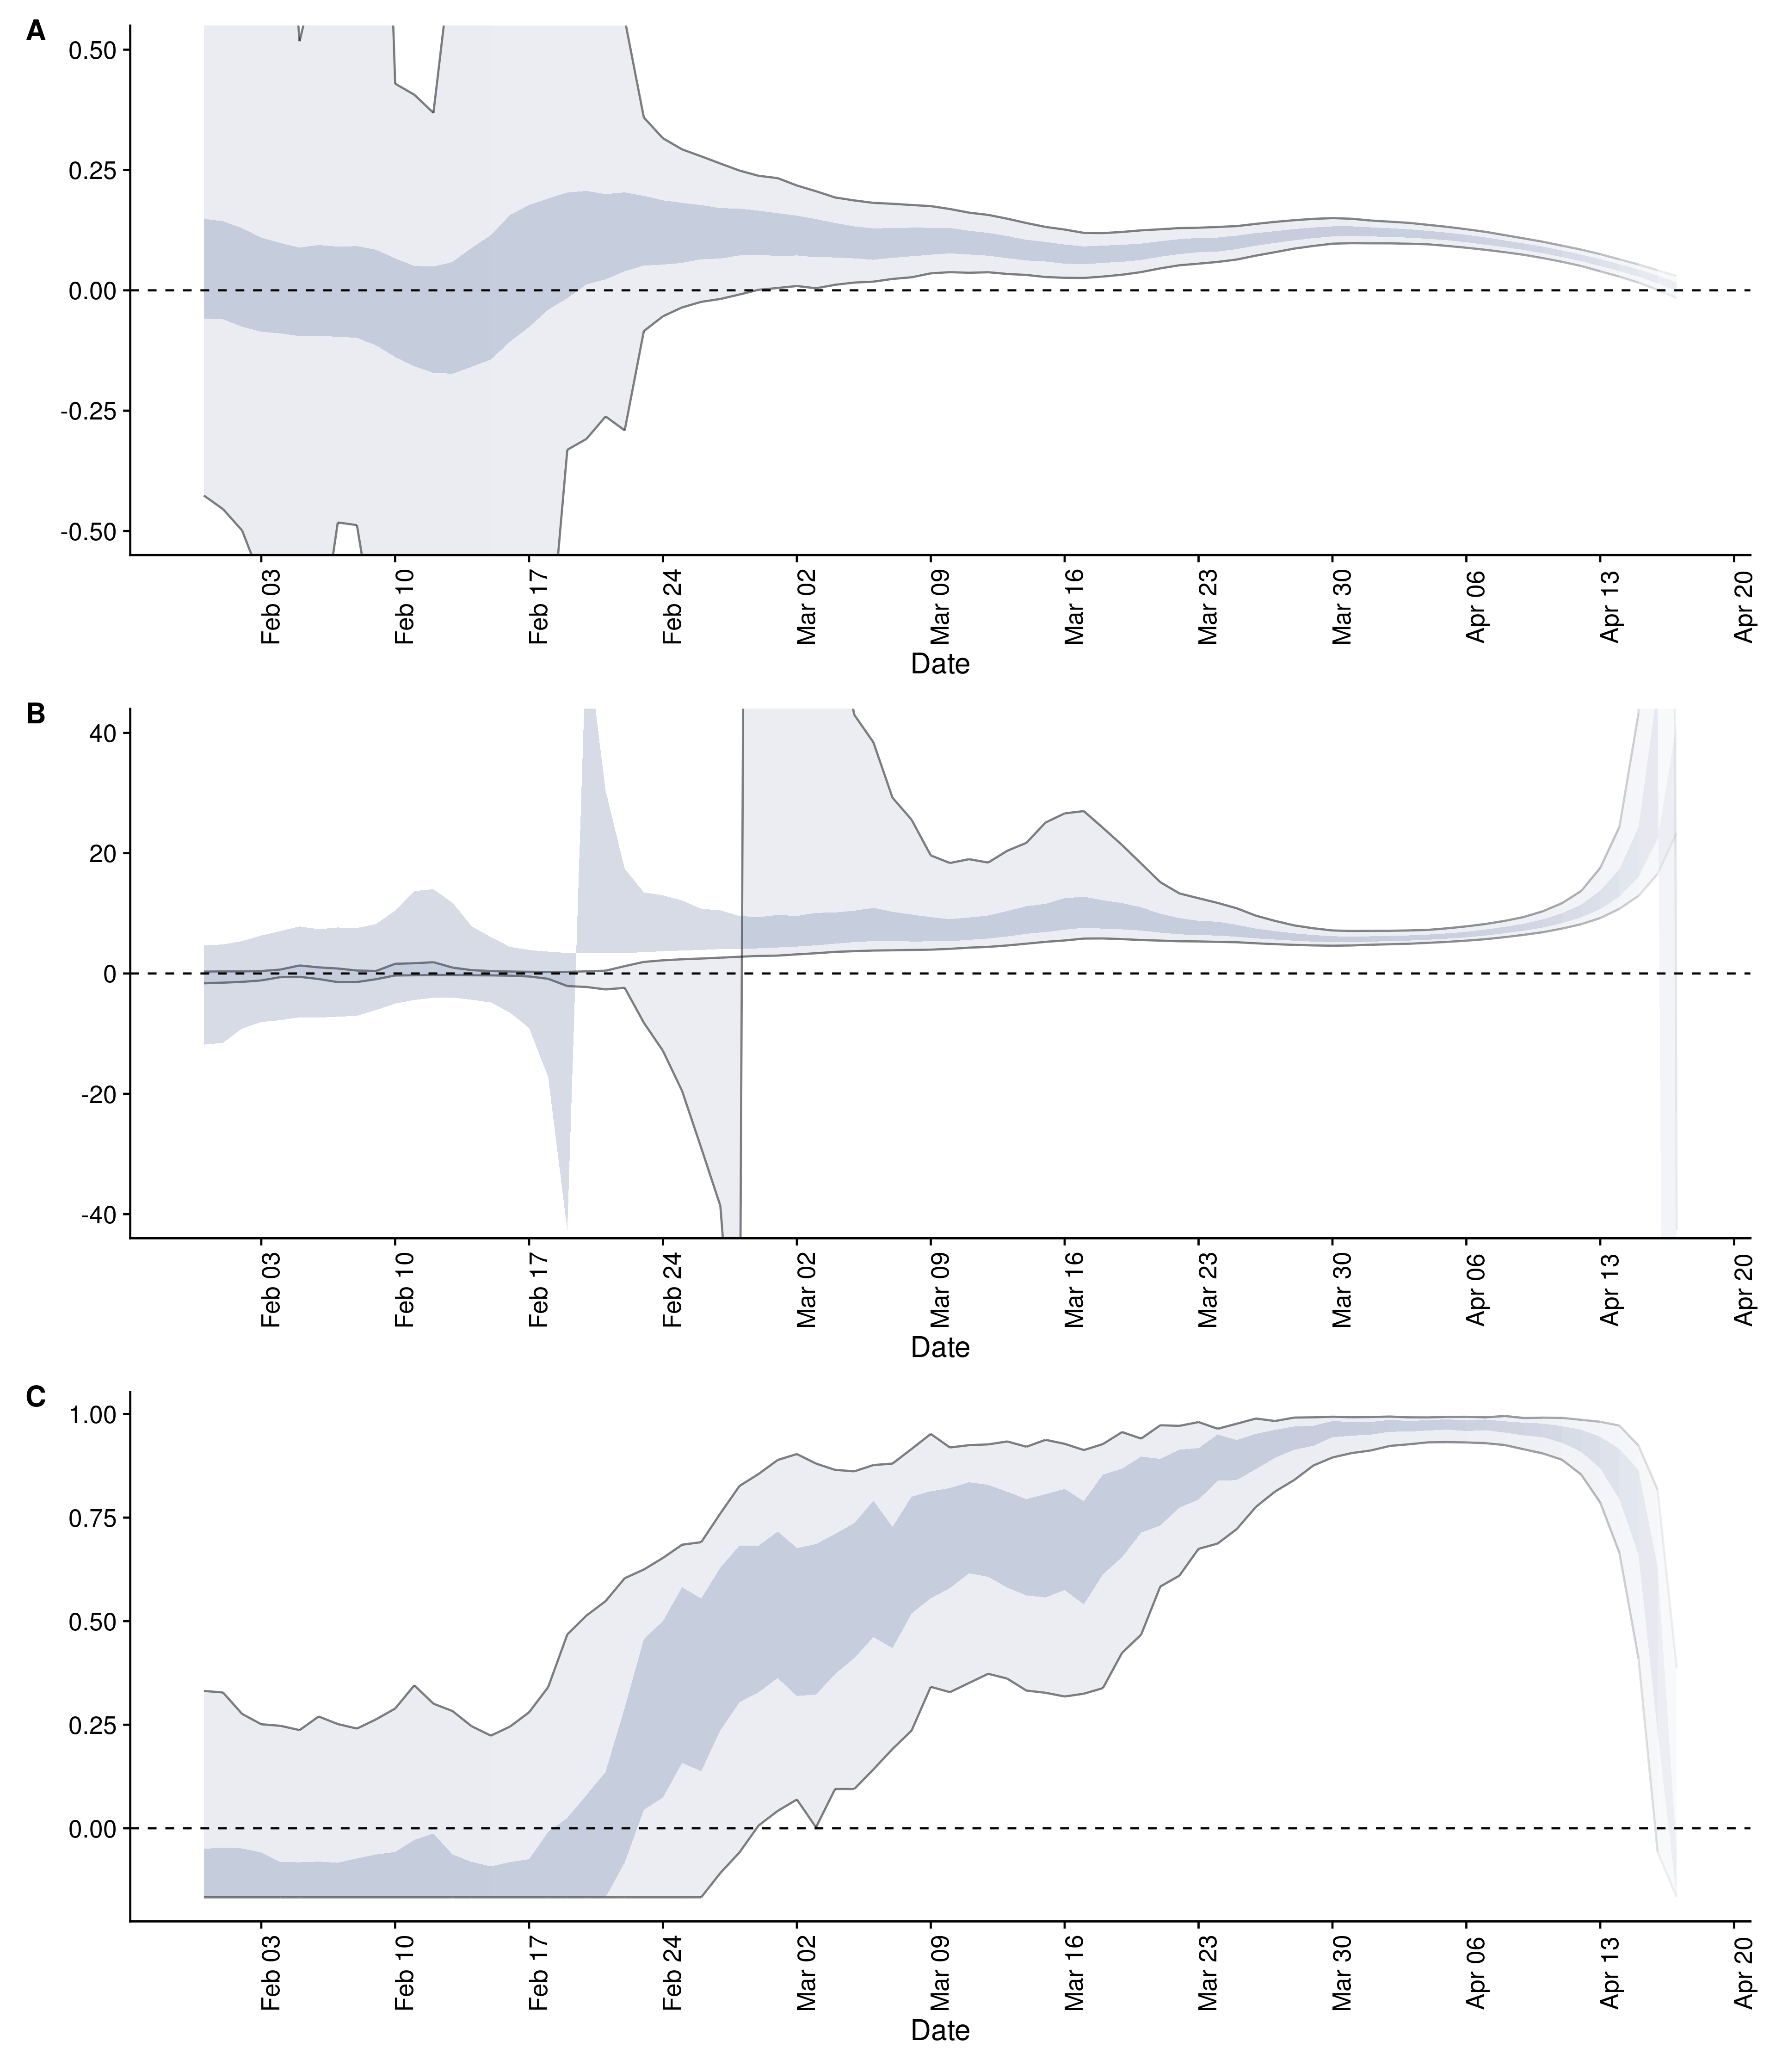 A
0.50
0.25
0.00
-0.25
-0.50
Feb 03
Feb 10
Feb 17
Feb 24
Mar 02
Mar 09
Mar 16
Mar 23
Mar 30
Apr 06
Apr 13
Apr 20
Date
B
40
20
0
-20
-40
Feb 03
Feb 10
Feb 17
Feb 24
Mar 02
Mar 09
Mar 16
Mar 23
Mar 30
Apr 06
Apr 13
Apr 20
Date
C
1.00
0.75
0.50
0.25
0.00
Feb 03
Feb 10
Feb 17
Feb 24
Mar 02
Mar 09
Mar 16
Mar 23
Mar 30
Apr 06
Apr 13
Apr 20
Date